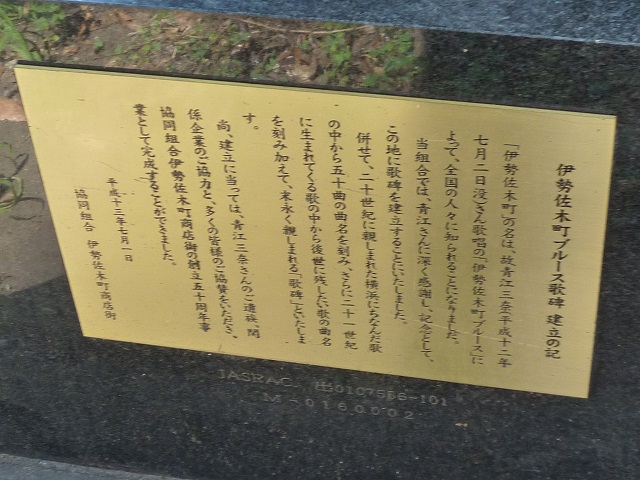 伊勢佐木町ブルース歌碑 建立の記
「伊勢佐木町」の名は、故青江三奈(平成十二年
七月二日没)さん歌唱の「伊勢佐木町ブルース」に
よって、全国の人々に知られることになりました。
当組合では、青江さんに深く感謝し、記念として、
この地に歌碑を建立することにいたしました。
併せて、二十世紀に親しまれた横浜にちなんだ歌
の中から五十曲の曲名を刻み、さらに二十一世紀
に生まれてくる歌の中から後世に残したい歌の曲名
を刻み加えて、末永く親しまれる「歌碑」といたしま
す。
尚、建立に当っては、青江三奈さんのご遺族、関
係企業のご協力と、多くの皆様のご協賛をいただき、
協同組合伊勢佐木町商店街の創立五十周年事
業として完成することができました。
平成十三年七月一日
協同組合 伊勢佐木町商店街
JASRAC 出0107586-101
M-0160002